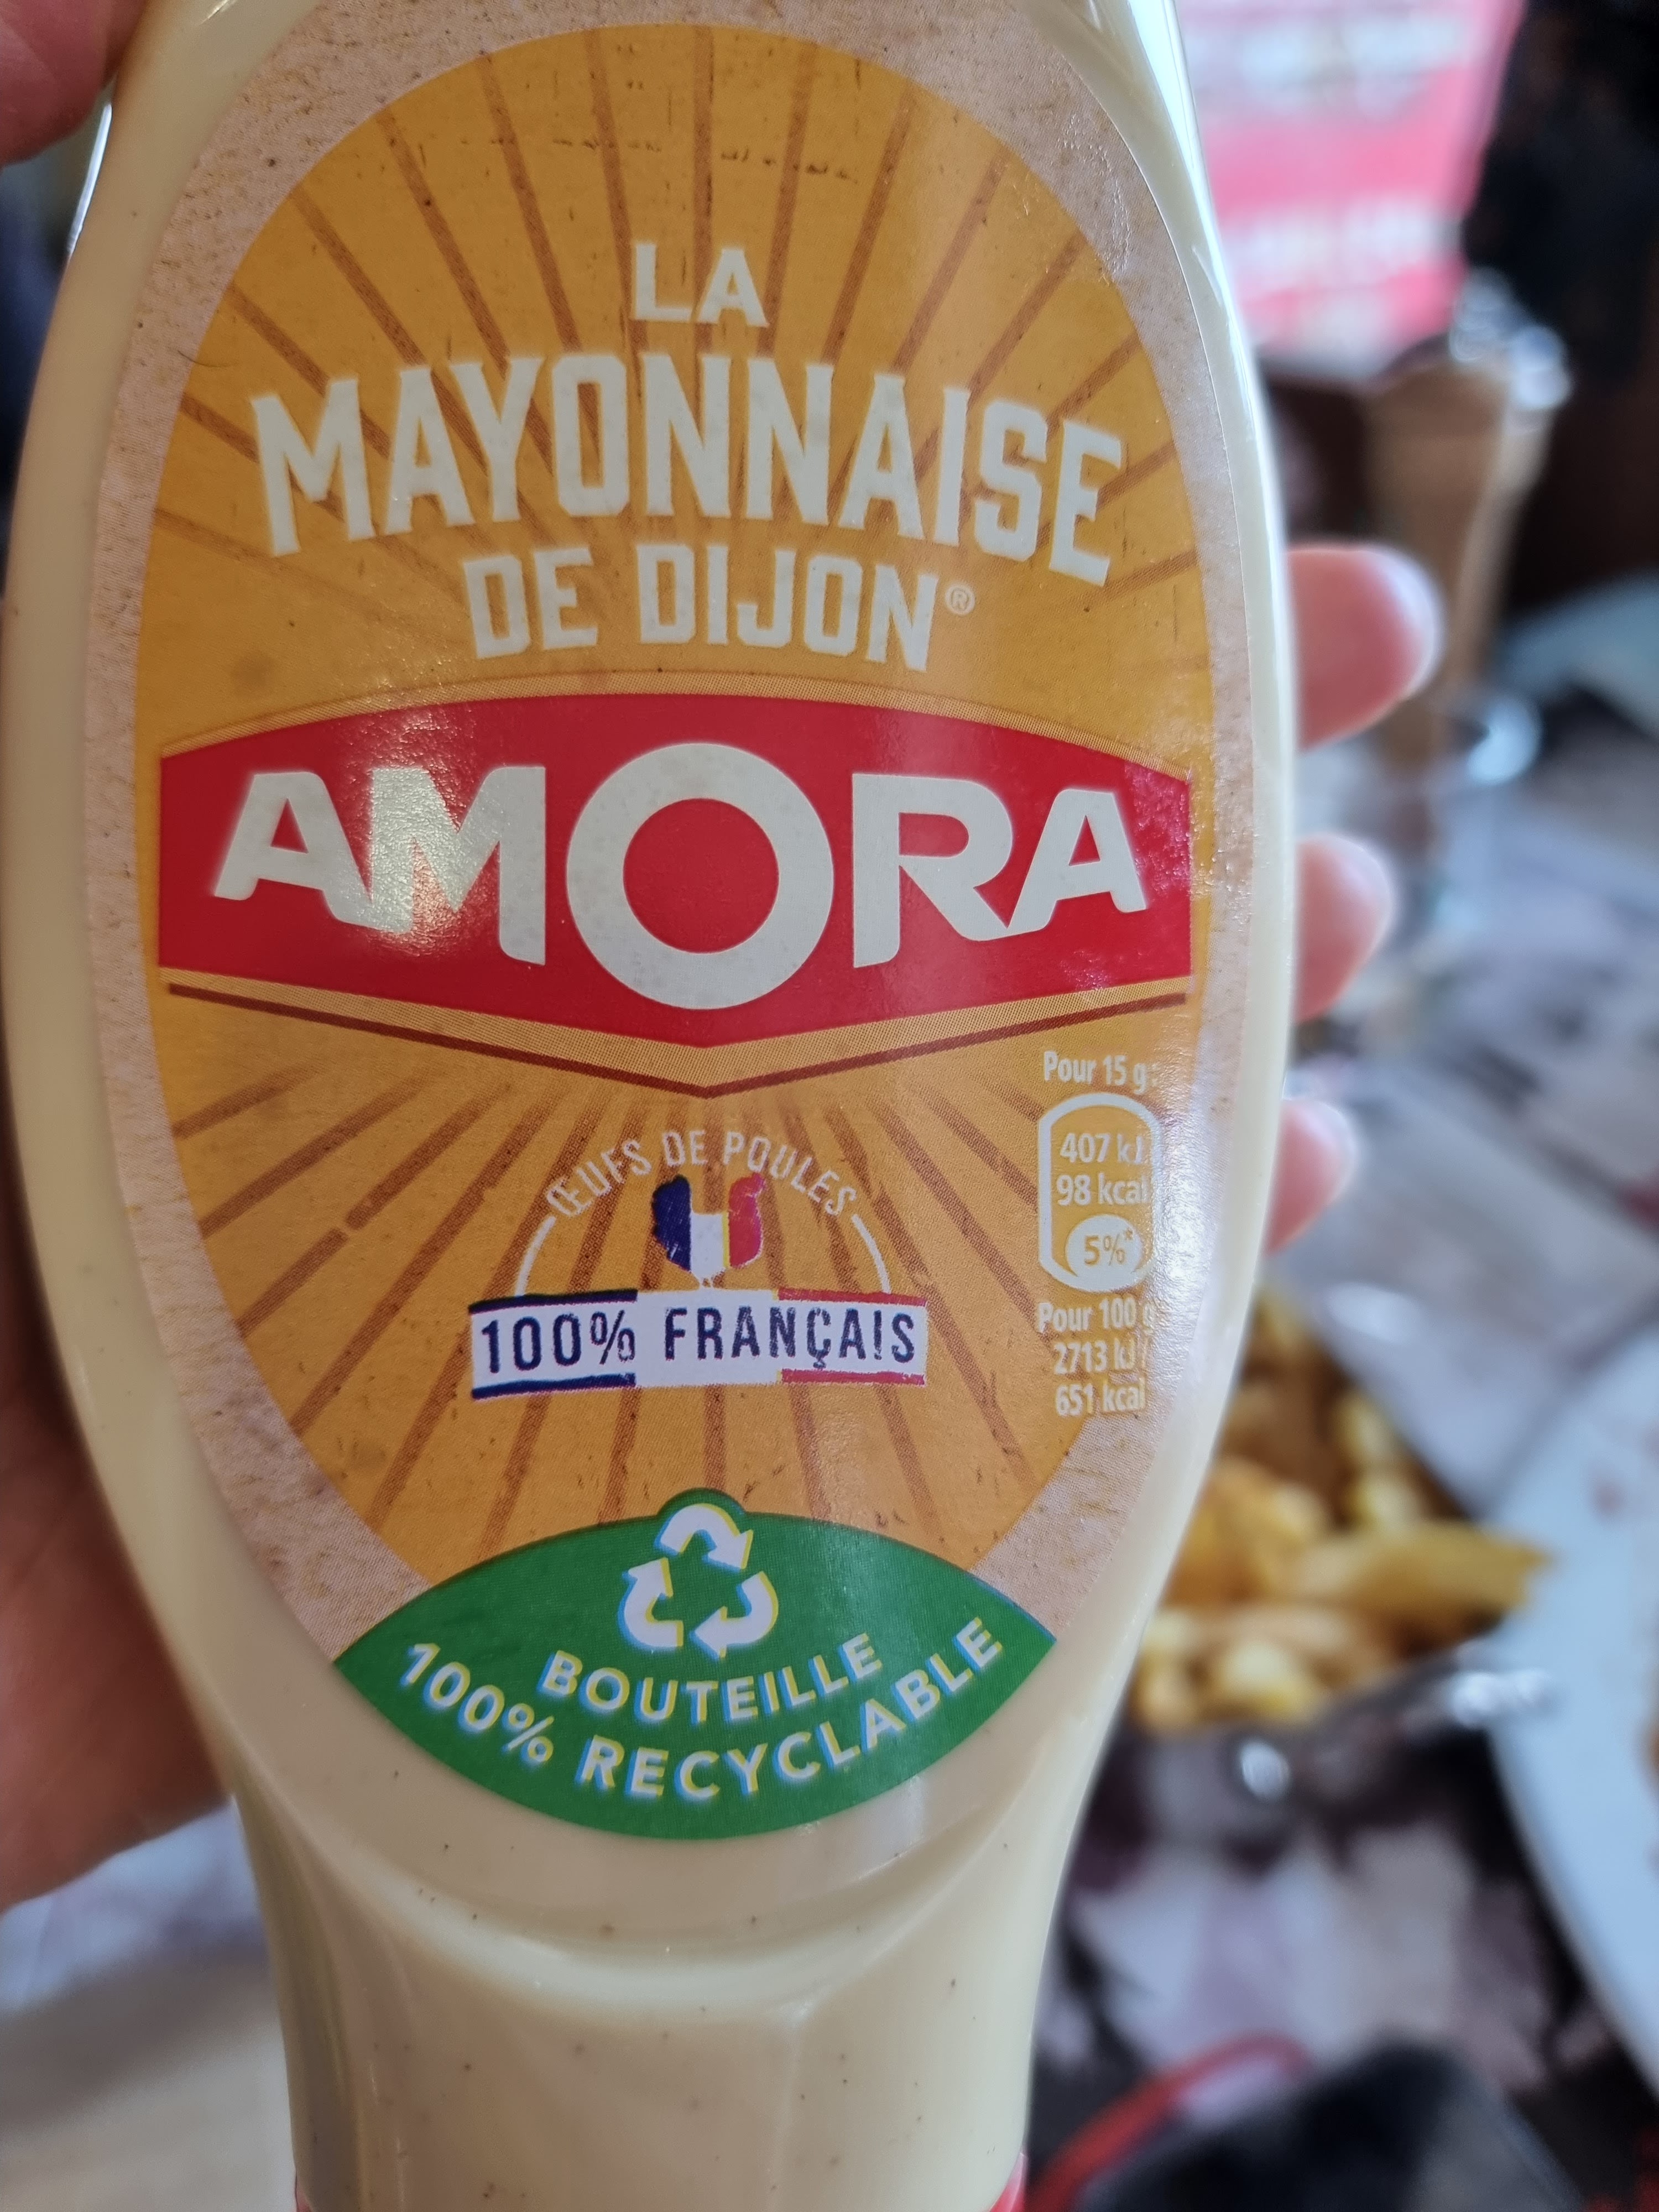 LA
MAYONNAISE
DE DIJON®
AMORA
Pour 15 g :
407 kJ
98 kcal
5%*
Pour 100 g
2713 kJ /
651 kcal
ŒUFS DE POULES
100% FRANÇAIS
BOUTEILLE
100% RECYCLABLE